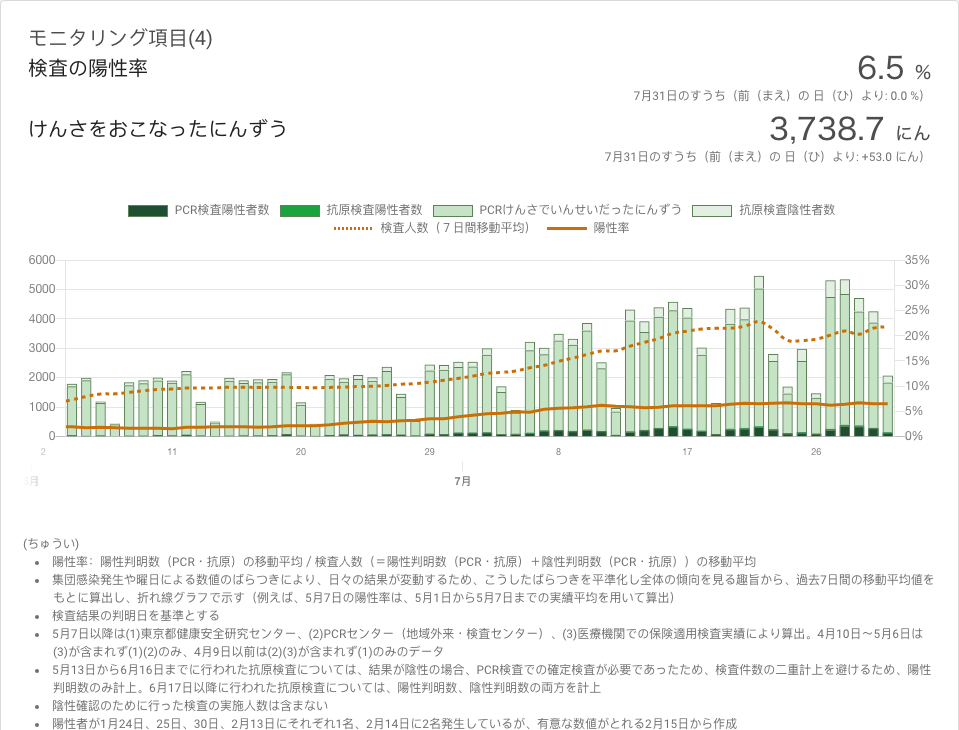 モニタリング項目(4)
検査の陽性率
6.5 %
7月31日のすうち（前（まえ）の 日（ひ）より: 0.0 %）
けんさをおこなったにんずう
3,738.7 にん
7月31日のすうち（前（まえ）の 日（ひ）より: +53.0 にん）
PCR検査陽性者数 抗原検査陽性者数 PCRけんさでいんせいだったにんずう 抗原検査陰性者数
検査人数（７日間移動平均） 陽性率
6000 35%
30%
5000
25%
4000
20%
3000
15%
2000
10%
1000
5%
0 0%
2 11 20 29 8 17 26
月 7月
(ちゅうい)
• 陽性率：陽性判明数（PCR・抗原）の移動平均 / 検査人数（＝陽性判明数（PCR・抗原）＋陰性判明数（PCR・抗原））の移動平均
• 集団感染発生や曜日による数値のばらつきにより、日々の結果が変動するため、こうしたばらつきを平準化し全体の傾向を見る趣旨から、過去7日間の移動平均値を
もとに算出し、折れ線グラフで示す（例えば、5月7日の陽性率は、5月1日から5月7日までの実績平均を用いて算出）
• 検査結果の判明日を基準とする
• 5月7日以降は(1)東京都健康安全研究センター、(2)PCRセンター（地域外来・検査センター）、(3)医療機関での保険適用検査実績により算出。4月10日～5月6日は
(3)が含まれず(1)(2)のみ、4月9日以前は(2)(3)が含まれず(1)のみのデータ
• 5月13日から6月16日までに行われた抗原検査については、結果が陰性の場合、PCR検査での確定検査が必要であったため、検査件数の二重計上を避けるため、陽性
判明数のみ計上。6月17日以降に行われた抗原検査については、陽性判明数、陰性判明数の両方を計上
• 陰性確認のために行った検査の実施人数は含まない
• 陽性者が1月24日、25日、30日、2月13日にそれぞれ1名、2月14日に2名発生しているが、有意な数値がとれる2月15日から作成